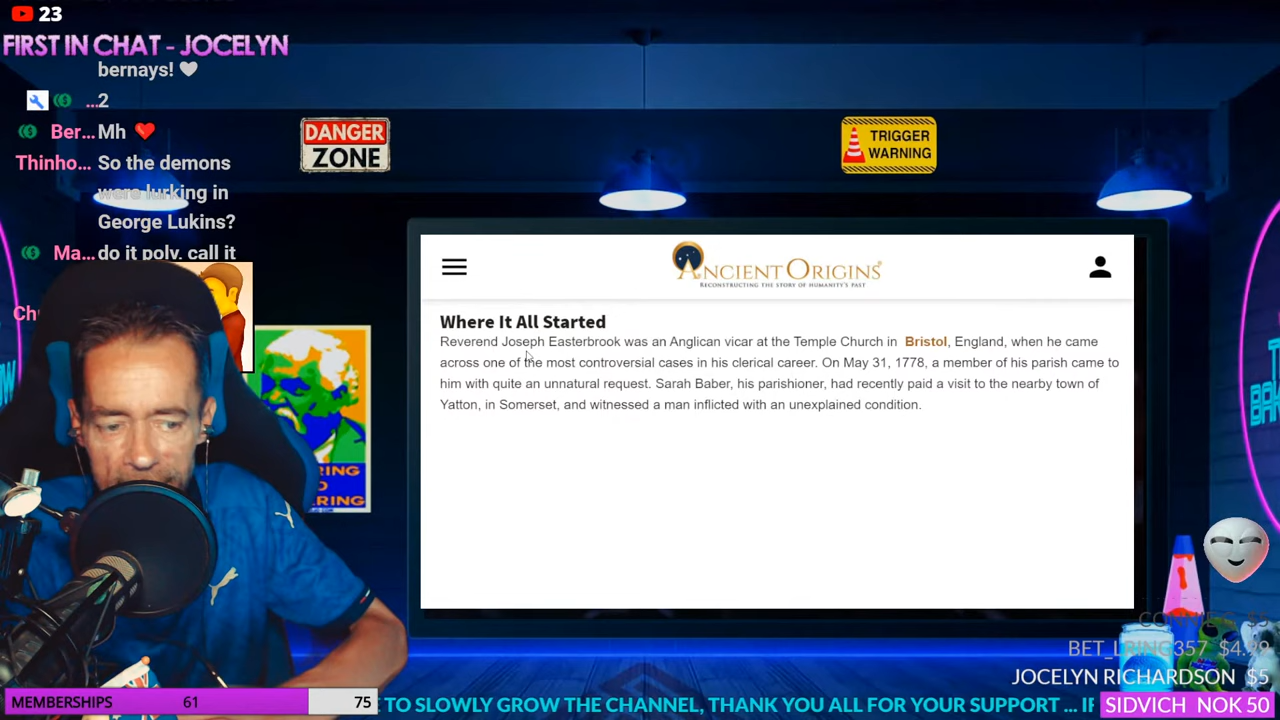 23
FIRST IN CHAT - JOCELYN
bernays!
...2
Ber... Mh
Thinho... So the demons
were lurking in
George Lukins?
Ma... do it poly, call it
DANGER
ZONE
TRIGGER
WARNING
ANCIENT ORIGINS
RECONSTRUCTING THE STORY OF HUMANITY'S PAST
Where It All Started
Reverend Joseph Easterbrook was an Anglican vicar at the Temple Church in Bristol, England, when he came
across one of the most controversial cases in his clerical career. On May 31, 1778, a member of his parish came to
him with quite an unnatural request. Sarah Baber, his parishioner, had recently paid a visit to the nearby town of
Yatton, in Somerset, and witnessed a man inflicted with an unexplained condition.
BET_LRING357 $4.99
JOCELYN RICHARDSON $5
MEMBERSHIPS 61 75
E TO SLOWLY GROW THE CHANNEL, THANK YOU ALL FOR YOUR SUPPORT ... IF
SIDVICH NOK 50